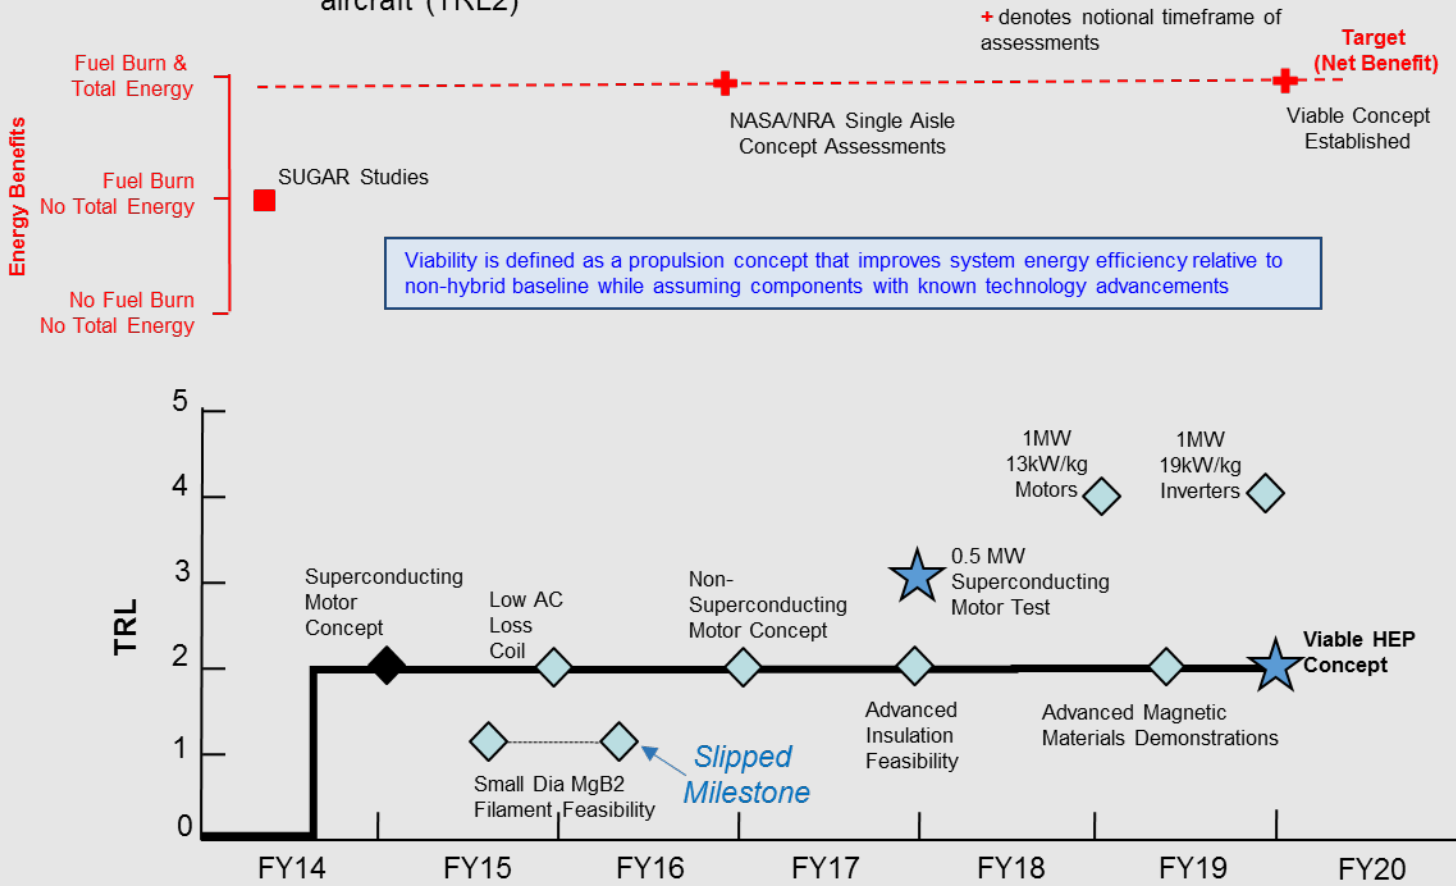 aircraft (TRL2)
+ denotes notional timeframe of
assessments
Target
(Net Benefit)
Fuel Burn &
Total Energy
NASA/NRA Single Aisle
Concept Assessments
Viable Concept
Established
Energy Benefits
Fuel Burn
No Total Energy
SUGAR Studies
Viability is defined as a propulsion concept that improves system energy efficiency relative to
non-hybrid baseline while assuming components with known technology advancements
No Fuel Burn
No Total Energy
TRL
5
4
3
2
1
0
1MW
13kW/kg
Motors
1MW
19kW/kg
Inverters
0.5 MW
Superconducting
Motor Test
Superconducting
Motor
Concept
Low AC
Loss
Coil
Non-
Superconducting
Motor Concept
Viable HEP
Concept
Advanced
Insulation
Feasibility
Advanced Magnetic
Materials Demonstrations
Slipped
Milestone
Small Dia MgB2
Filament Feasibility
FY14
FY15
FY16
FY17
FY18
FY19
FY20